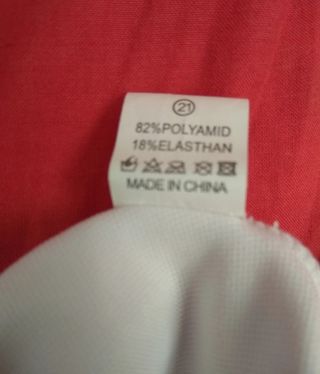 21
82%POLYAMID
18%ELASTHAN
MADE IN CHINA